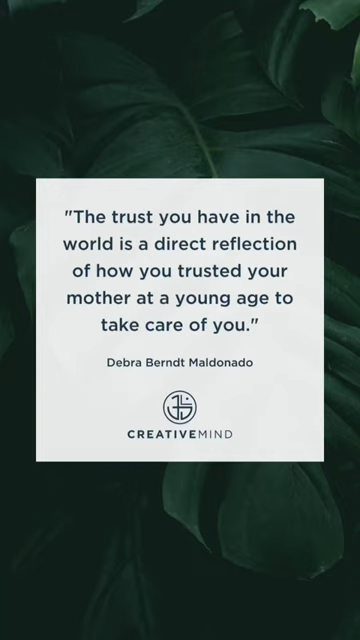 "The trust you have in the
world is a direct reflection
of how you trusted your
mother at a young age to
take care of you."
Debra Berndt Maldonado
CREATIVEMIND